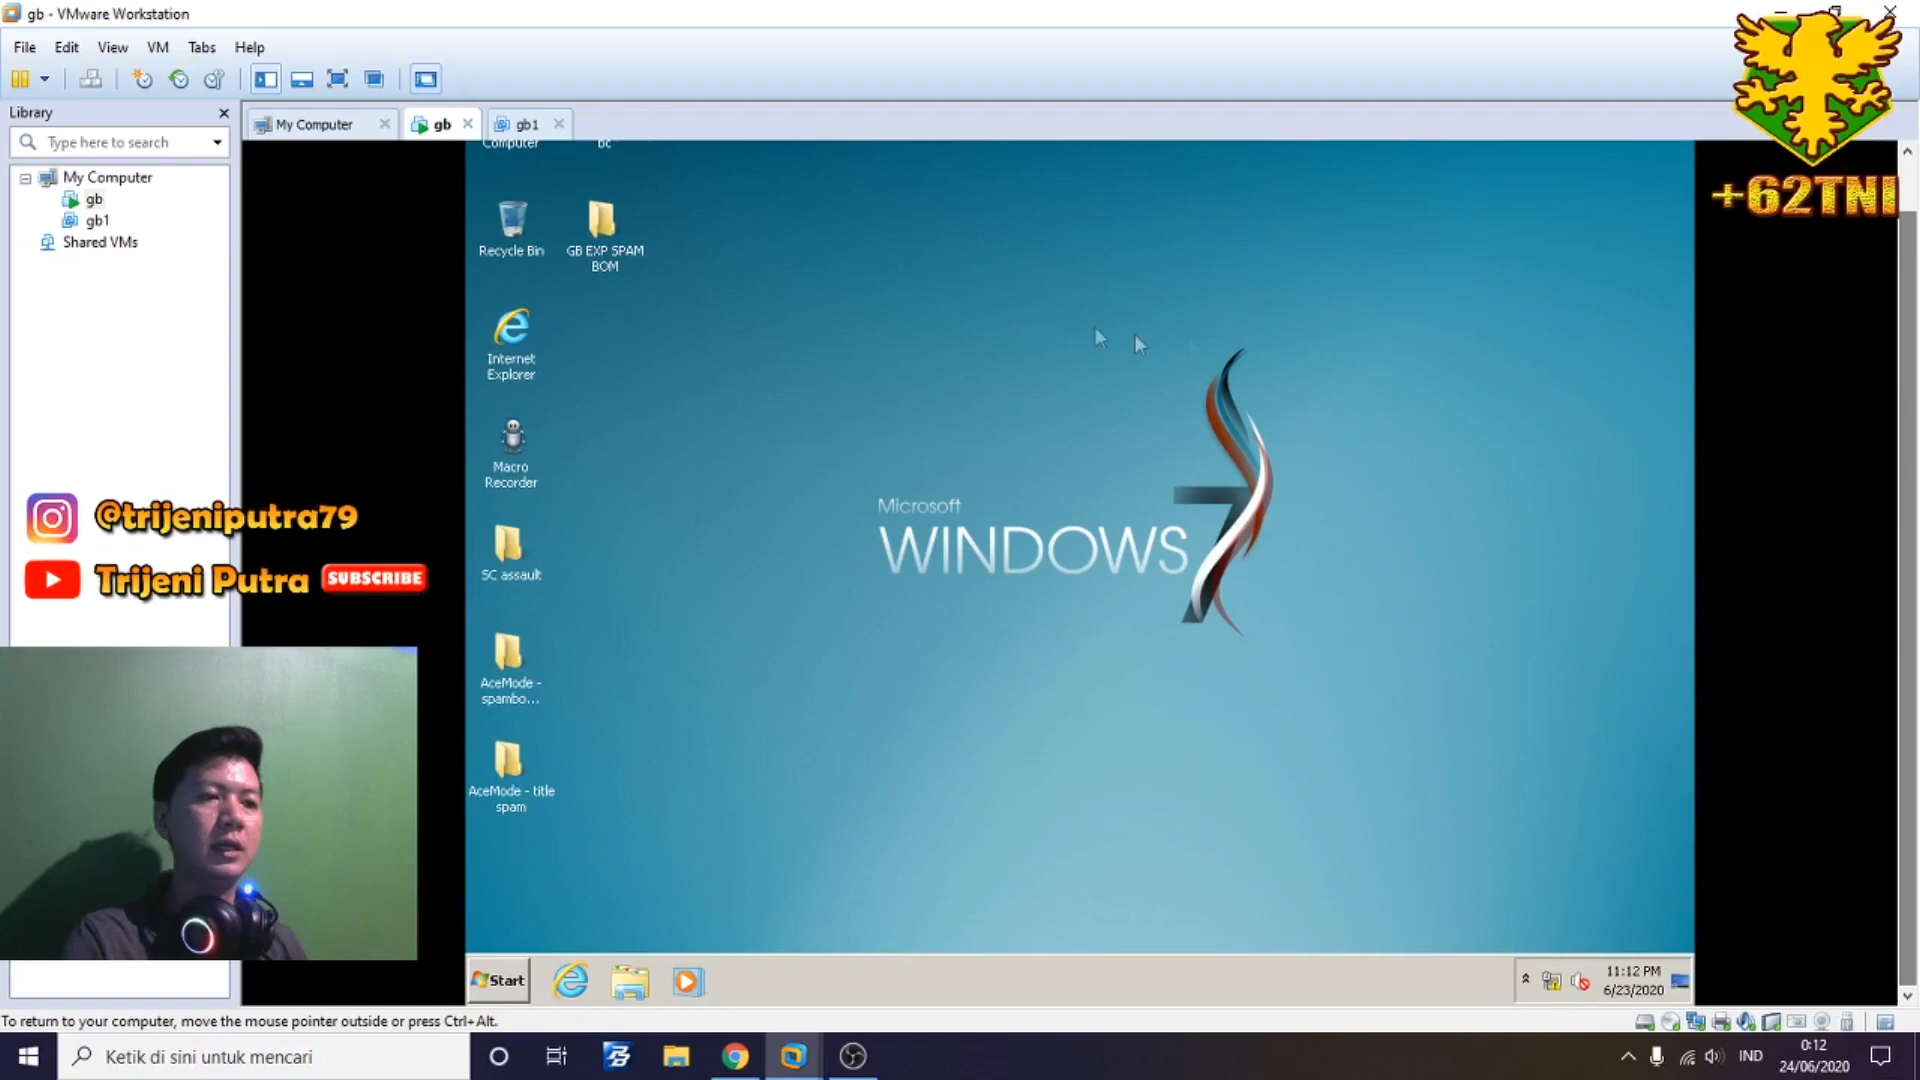 gb - VMware Workstation
File Edit View VM Tabs Help
Library
My Computer
gb
gb1
Type here to search
My Computer
gb
gb1
Shared VMs
+62TNI
Computer
bc
Recycle Bin
GB EXP SPAM
BOM
Internet
Explorer
Macro
Recorder
SC assault
AceMode -
spambo...
AceMode - title
spam
Microsoft
WINDOWS 7
@trijeniputra79
Trijeni Putra SUBSCRIBE
Start
11:12 PM
6/23/2020
To return to your computer, move the mouse pointer outside or press Ctrl+Alt.
Ketik di sini untuk mencari
IND
0:12
24/06/2020